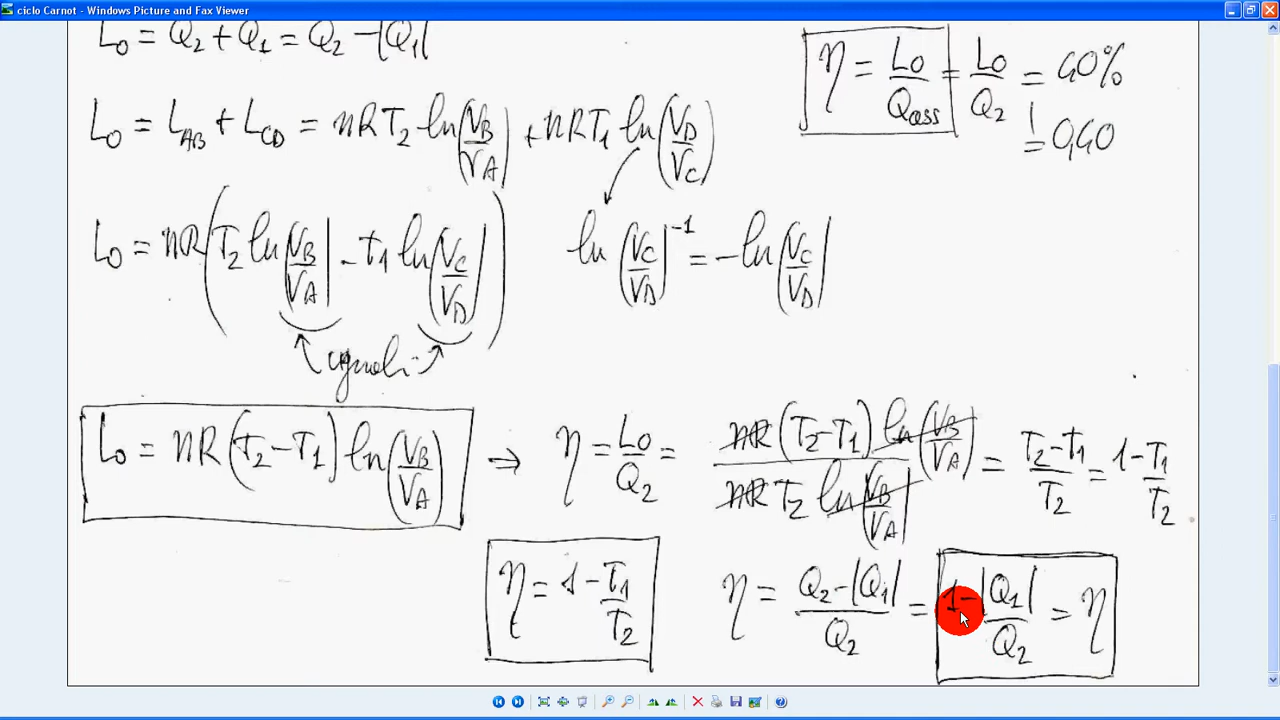 ciclo Carnot - Windows Picture and Fax Viewer
L0 = Q2 + Q1 = Q2 - |Q1|
η = L0/Qass = L0/Q2 = 40%
= 0,40
L0 = LAB + LCD = nRT2 ln(VB/VA) + nRT1 ln(VD/VC)
L0 = nR(T2 ln(VB/VA) - T1 ln(VC/VD))
ln(VC/VD)^-1 = -ln(VC/VD)
uguali
L0 = nR(T2-T1) ln(VB/VA) → η = L0/Q2 = nR(T2-T1) ln(VB/VA) / nRT2 ln(VB/VA) = T2-T1/T2 = 1-T1/T2
η = 1-T1/T2
η = Q2-|Q1|/Q2 = 1-|Q1|/Q2 = η